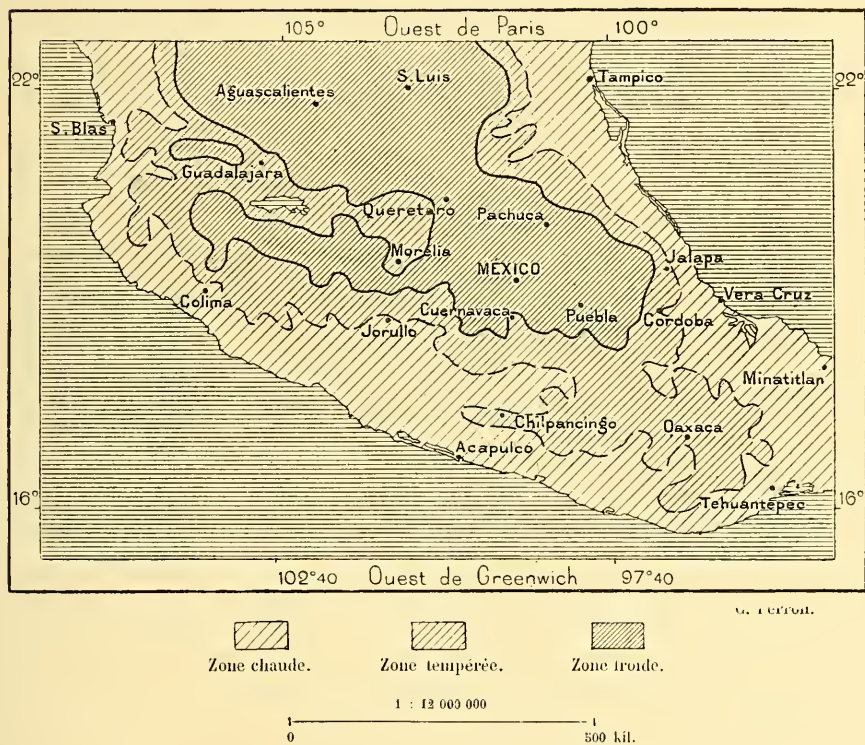 105 Ouest de Paris 100
22°
S. Luis
Tampico
Aguascalientes
S. Blas
Guadalajara
Queretaro
Pachuca
Morelia
Jalapa
MÉXICO
Colima
Vera Cruz
Cuernavaca
Puebla
Cordoba
Jorullo
Minatitlan
Chilpancingo
Oaxaca
Acapulco
16°
16°
Tehuantepec
102°40 Ouest de Greenwich 97°40
Zone chaude. Zone tempérée. Zone froide.
1 : 12 000 000
0 500 kil.